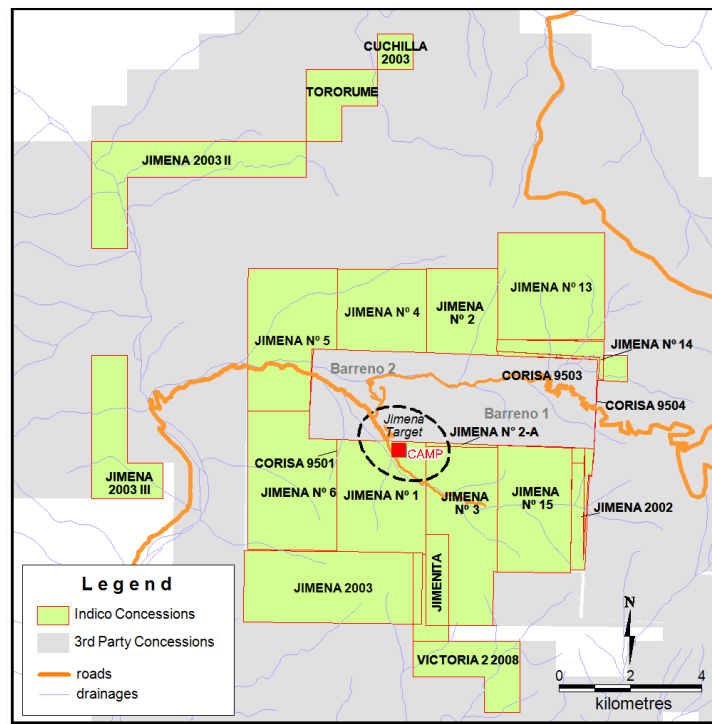 CUCHILLA
2003
TORORUME
JIMENA 2003 II
JIMENA Nº 13
JIMENA Nº 4
JIMENA
Nº 2
JIMENA Nº 5
JIMENA Nº 14
Barreno 2
CORISA 9503
CORISA 9504
Barreno 1
Jimena
Target
JIMENA Nº 2-A
CAMP
CORISA 9501
JIMENA
2003 III
JIMENA Nº 6
JIMENA Nº 1
JIMENA
Nº 3
JIMENA
Nº 15
JIMENA 2002
JIMENA 2003
JIMENITA
VICTORIA 2 2008
Legend
Indico Concessions
3rd Party Concessions
roads
drainages
N
0 2 4
kilometres